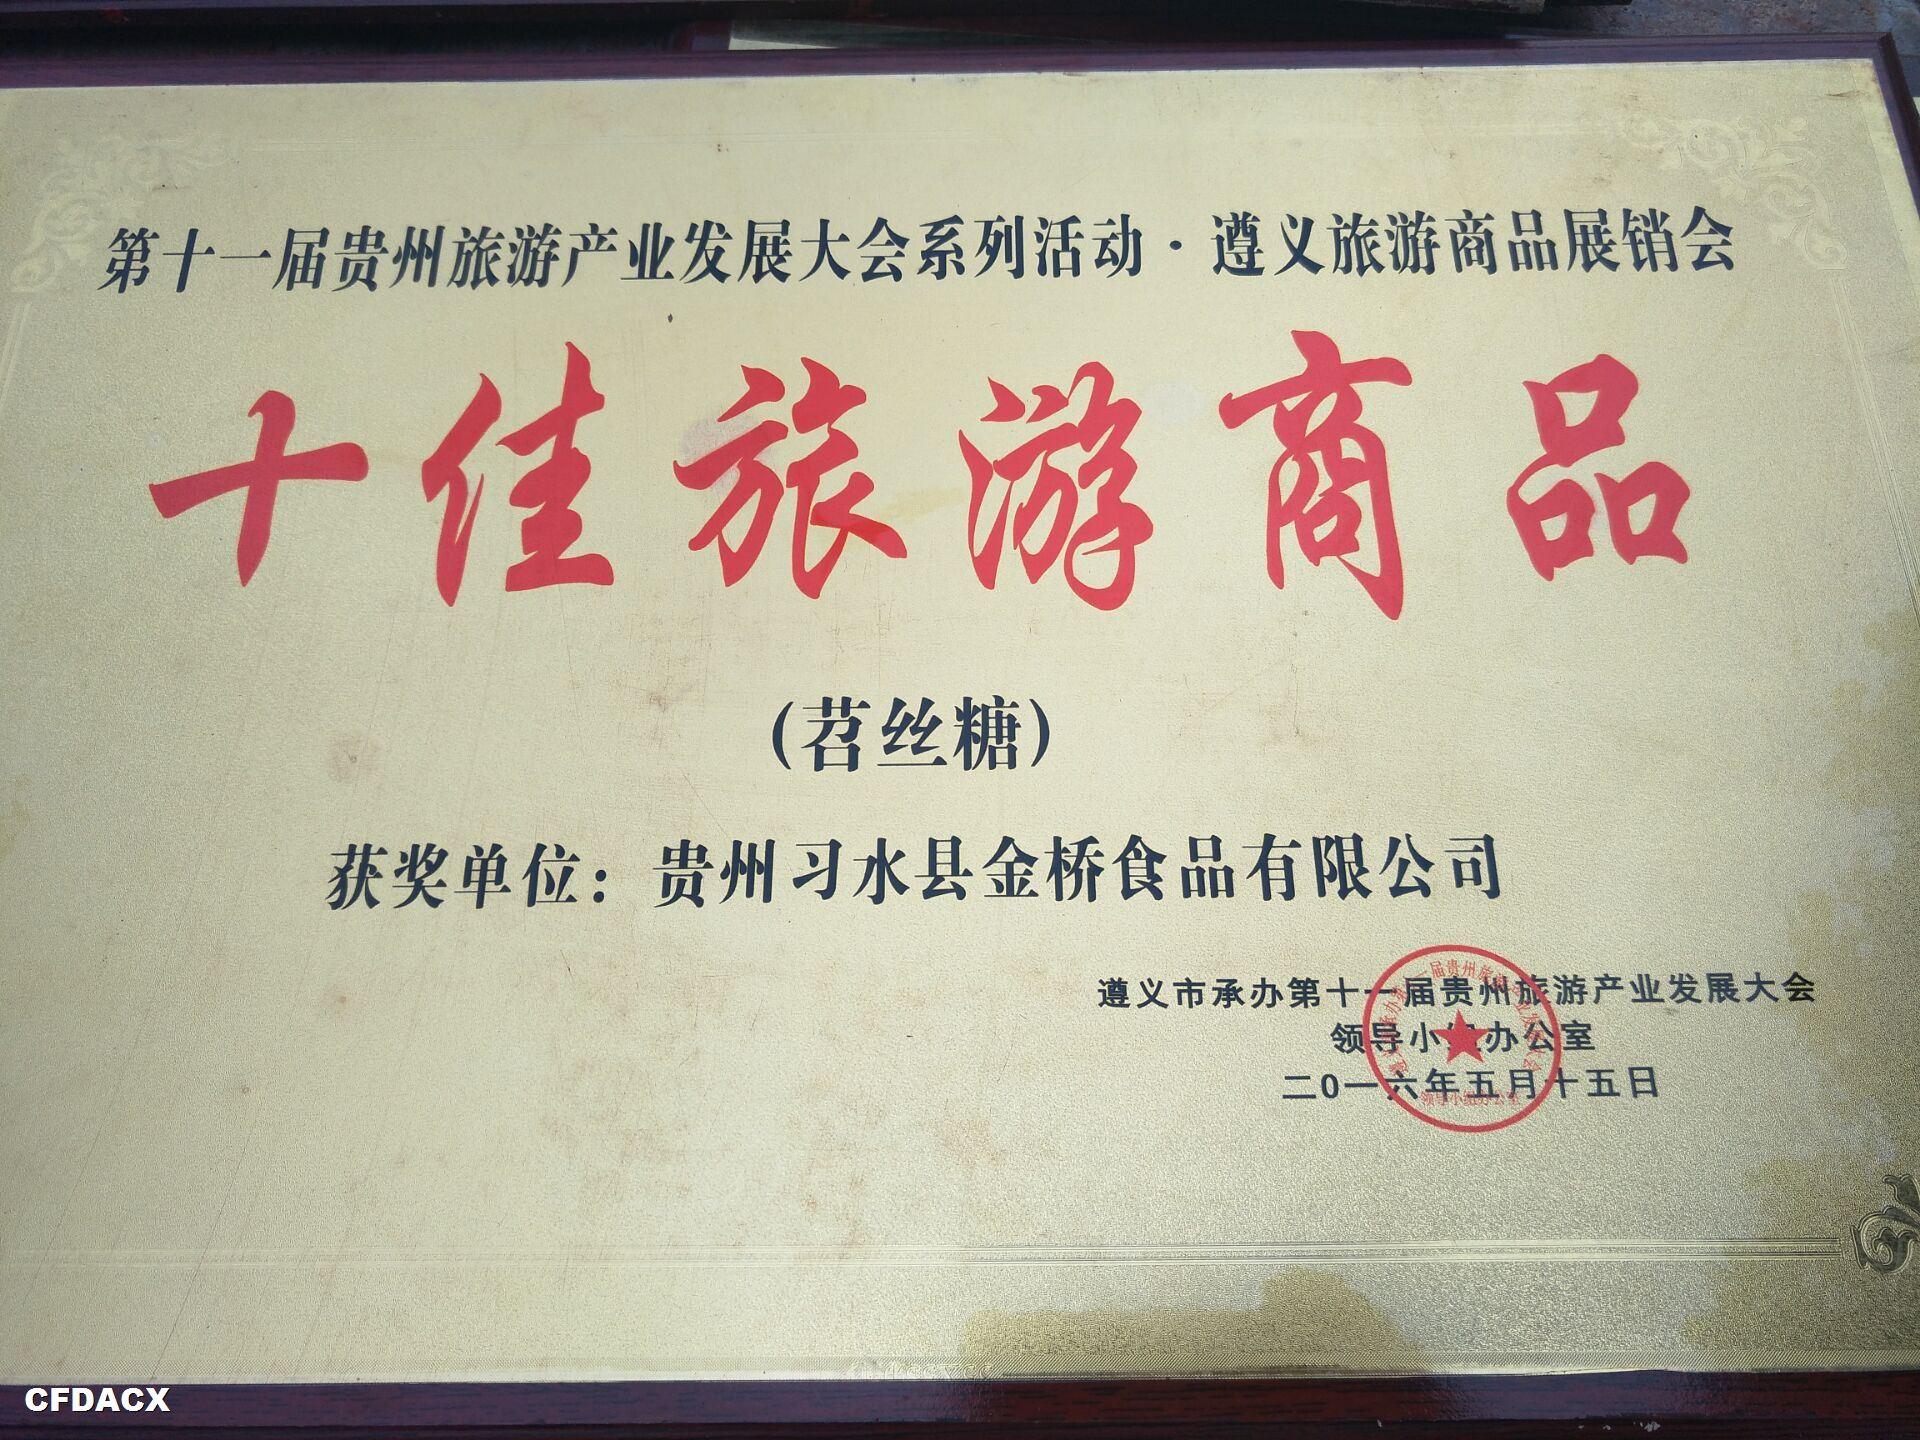 第十一届贵州旅游产业发展大会系列活动·遵义旅游商品展销会
十佳旅游商品
(苕丝糖)
获奖单位：贵州习水县金桥食品有限公司
遵义市承办第十一届贵州旅游产业发展大会
领导小组办公室
二0一六年五月十五日
CFDACX